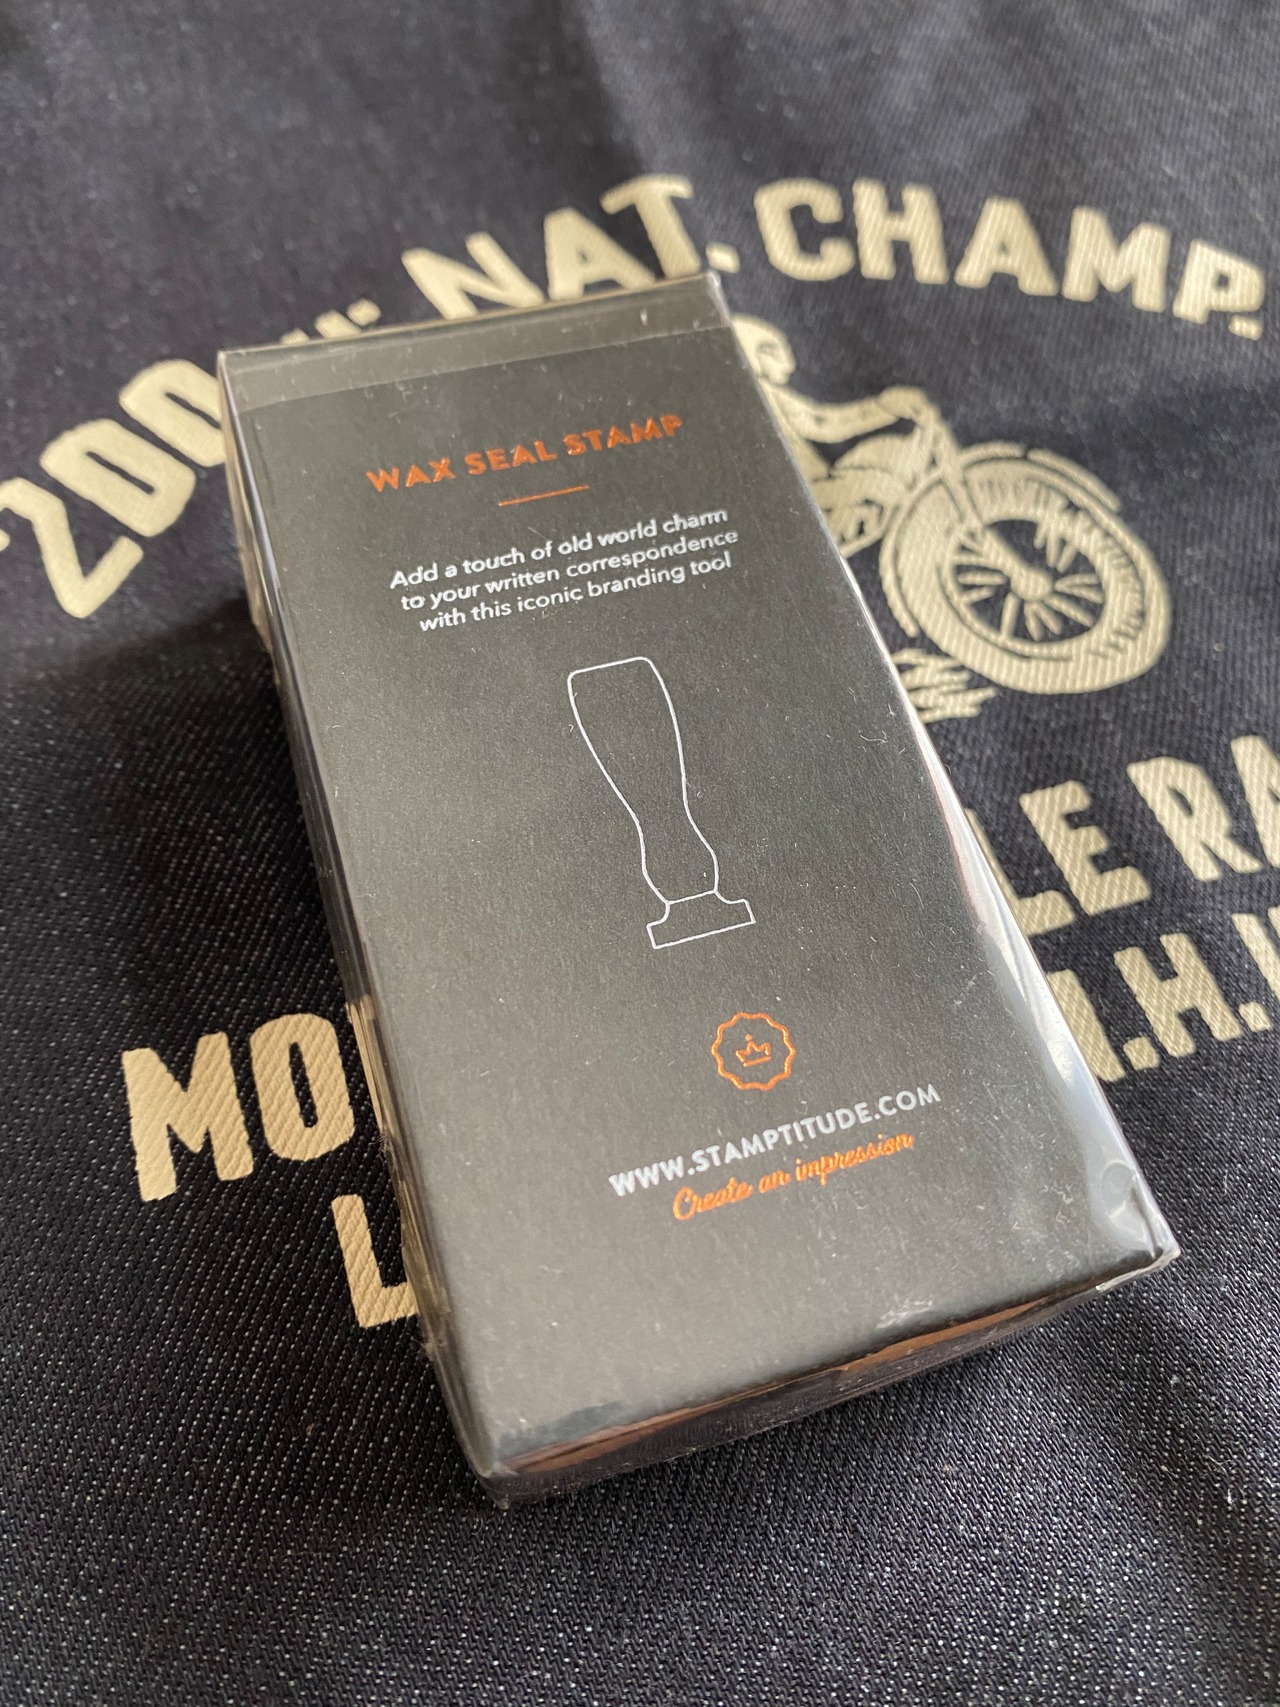 200
NAT. CHAMP.
WAX SEAL STAMP
Add a touch of old world charm
to your written correspondence
with this iconic branding tool
WWW.STAMPTITUDE.COM
Create an impression